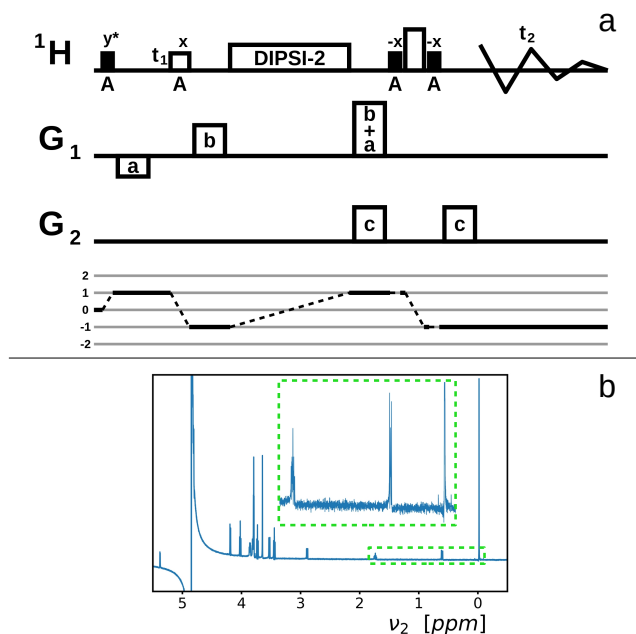 a
y* x -x -x
¹H t₁ DIPSI-2 t₂
A A A A
G₁ a b b + a
G₂ c c
2
1
0
-1
-2
b
5 4 3 2 1 0
ν₂ [ppm]